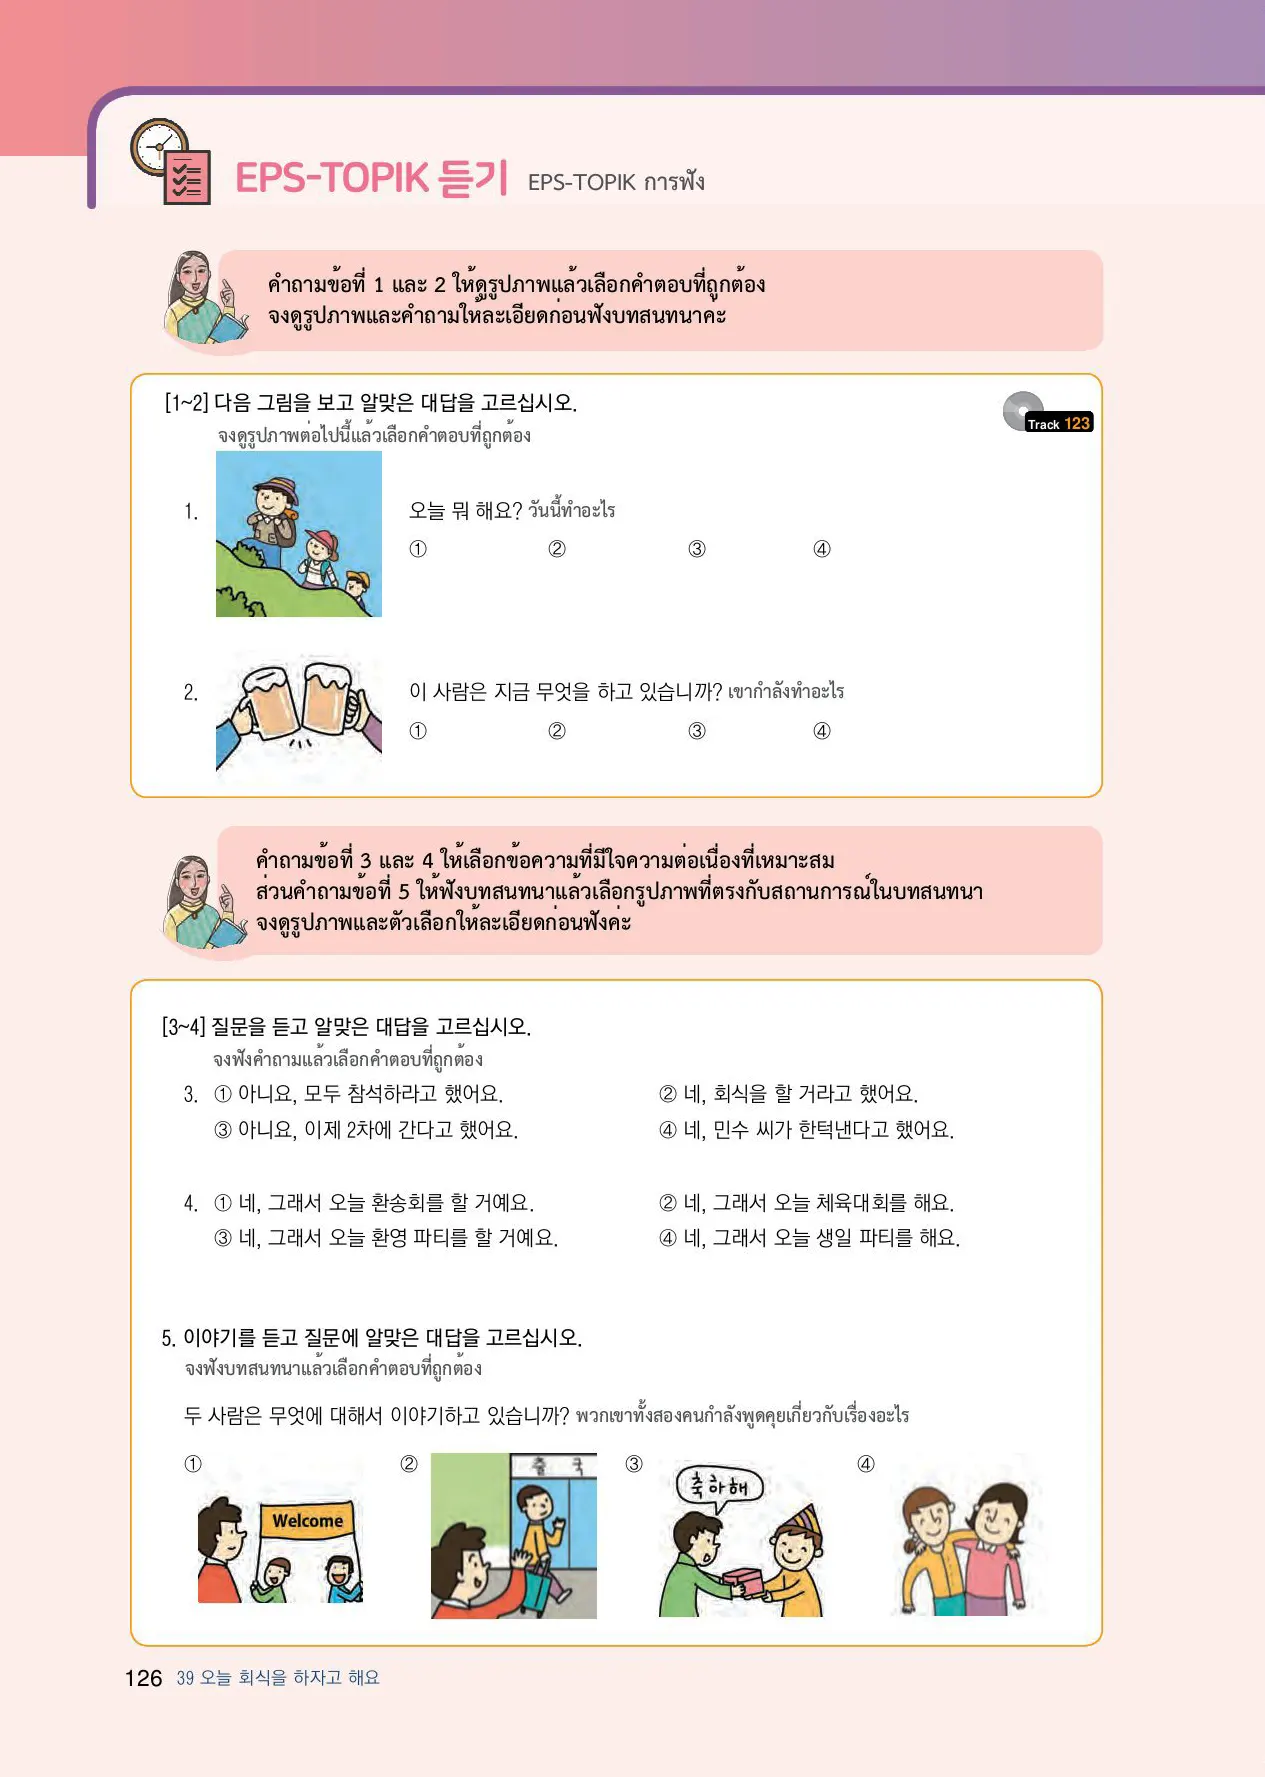 EPS-TOPIK 듣기 EPS-TOPIK การฟัง
คำถามข้อที่ 1 และ 2 ให้ดูรูปภาพแล้วเลือกคำตอบที่ถูกต้อง
จงดูรูปภาพและคำถามให้ละเอียดก่อนฟังบทสนทนาค่ะ
[1~2] 다음 그림을 보고 알맞은 대답을 고르십시오.
Track 123
จงดูรูปภาพต่อไปนี้แล้วเลือกคำตอบที่ถูกต้อง
1. 오늘 뭐 해요? วันนี้ทำอะไร
① ② ③ ④
2. 이 사람은 지금 무엇을 하고 있습니까? เขากำลังทำอะไร
① ② ③ ④
คำถามข้อที่ 3 และ 4 ให้เลือกข้อความที่มีใจความต่อเนื่องที่เหมาะสม
ส่วนคำถามข้อที่ 5 ให้ฟังบทสนทนาแล้วเลือกรูปภาพที่ตรงกับสถานการณ์ในบทสนทนา
จงดูรูปภาพและตัวเลือกให้ละเอียดก่อนฟังค่ะ
[3~4] 질문을 듣고 알맞은 대답을 고르십시오.
จงฟังคำถามแล้วเลือกคำตอบที่ถูกต้อง
3. ① 아니요, 모두 참석하라고 했어요. ② 네, 회식을 할 거라고 했어요.
③ 아니요, 이제 2차에 간다고 했어요. ④ 네, 민수 씨가 한턱낸다고 했어요.
4. ① 네, 그래서 오늘 환송회를 할 거예요. ② 네, 그래서 오늘 체육대회를 해요.
③ 네, 그래서 오늘 환영 파티를 할 거예요. ④ 네, 그래서 오늘 생일 파티를 해요.
5. 이야기를 듣고 질문에 알맞은 대답을 고르십시오.
จงฟังบทสนทนาแล้วเลือกคำตอบที่ถูกต้อง
두 사람은 무엇에 대해서 이야기하고 있습니까? พวกเขาทั้งสองคนกำลังพูดคุยเกี่ยวกับเรื่องอะไร
① ② ③ ④
Welcome
출 국
축하해
126 39 오늘 회식을 하자고 해요